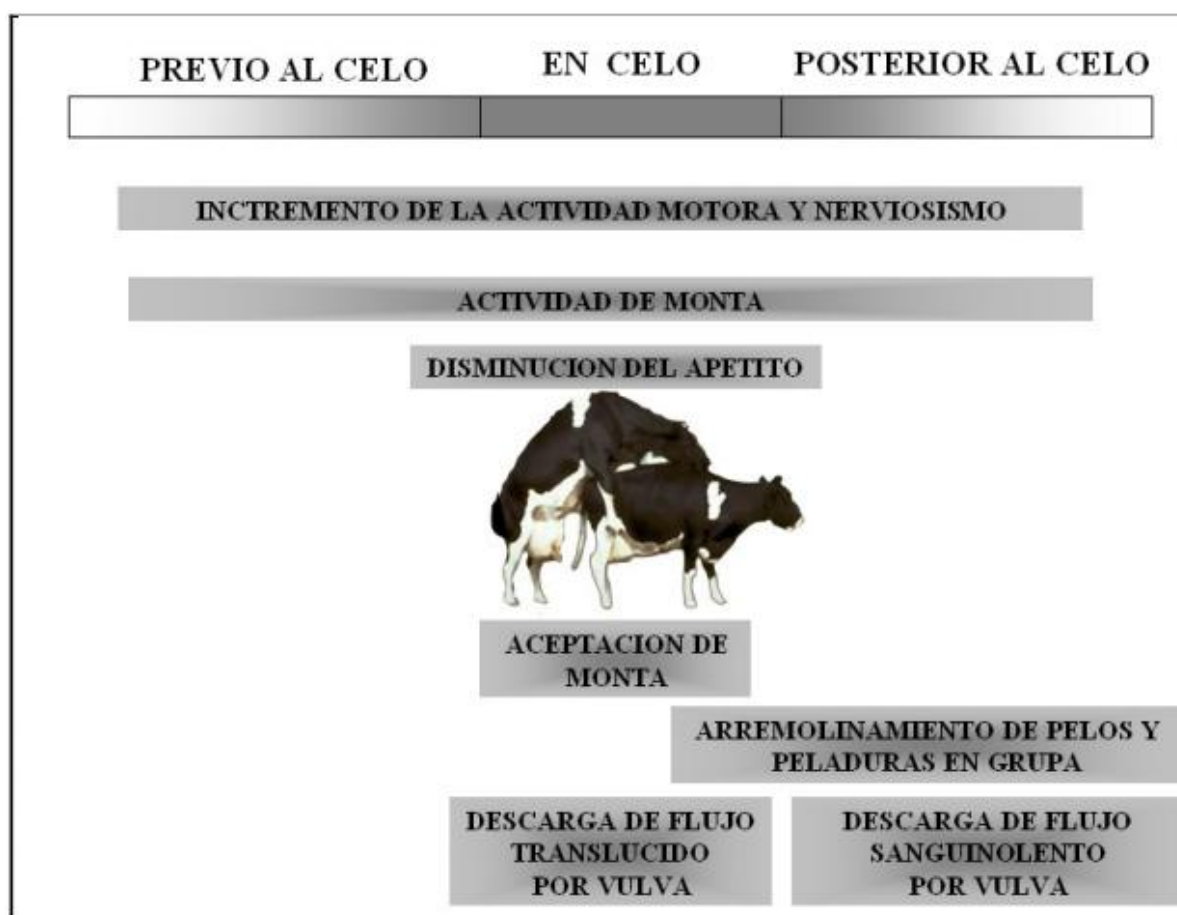 PREVIO AL CELO EN CELO POSTERIOR AL CELO
INCTREMENTO DE LA ACTIVIDAD MOTORA Y NERVIOSISMO
ACTIVIDAD DE MONTA
DISMINUCION DEL APETITO
ACEPTACION DE
MONTA
ARREMOLINAMIENTO DE PELOS Y
PELADURAS EN GRUPA
DESCARGA DE FLUJO
TRANSLUCIDO
POR VULVA
DESCARGA DE FLUJO
SANGUINOLENTO
POR VULVA